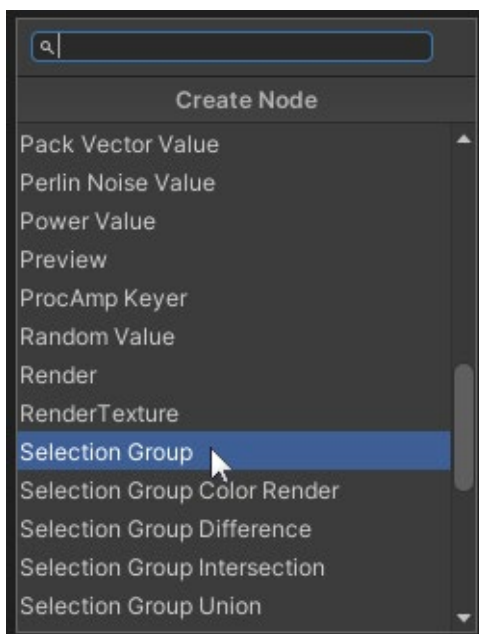 Create Node
Pack Vector Value
Perlin Noise Value
Power Value
Preview
ProcAmp Keyer
Random Value
Render
RenderTexture
Selection Group
Selection Group Color Render
Selection Group Difference
Selection Group Intersection
Selection Group Union